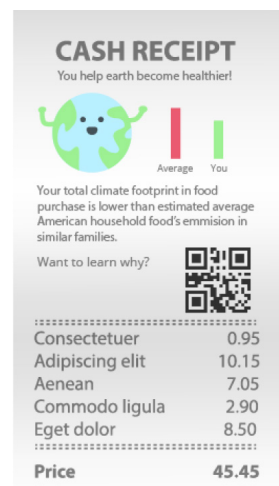 CASH RECEIPT
You help earth become healthier!
Average You
Your total climate footprint in food
purchase is lower than estimated average
American household food's emmision in
similar families.
Want to learn why?
Consectetuer 0.95
Adipiscing elit 10.15
Aenean 7.05
Commodo ligula 2.90
Eget dolor 8.50
Price 45.45